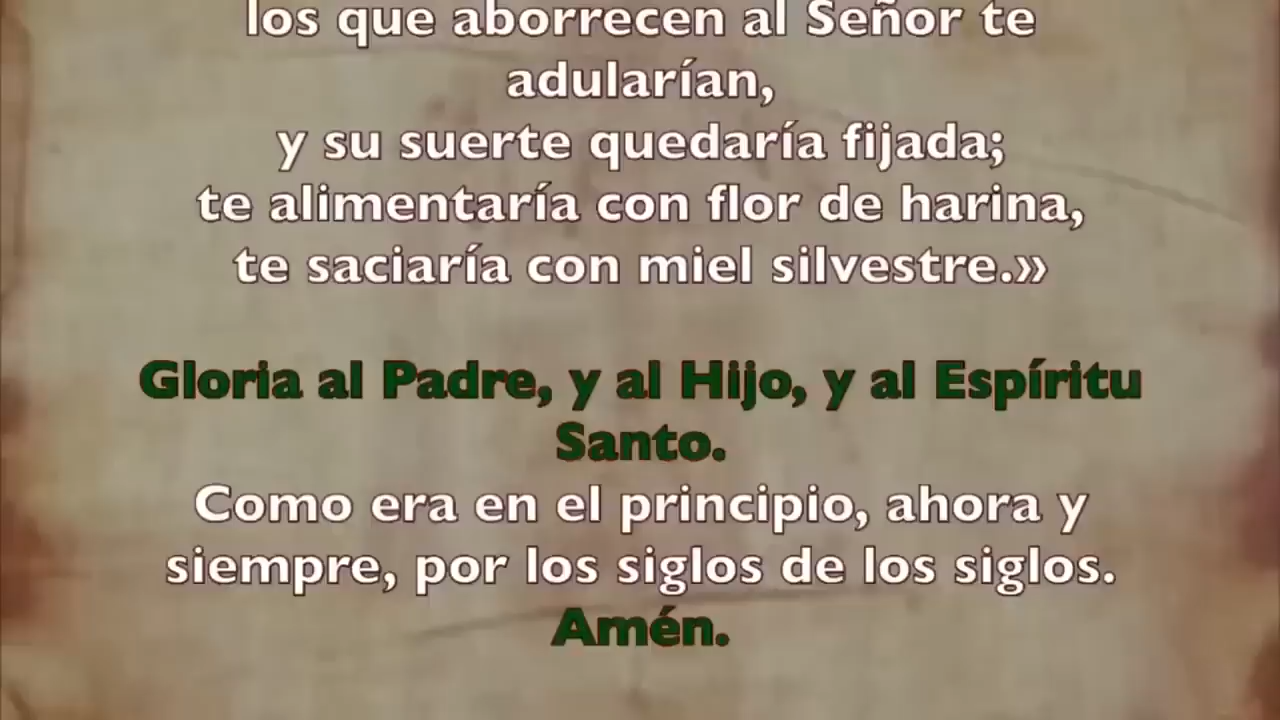 los que aborrecen al Señor te
adularían,
y su suerte quedaría fijada;
te alimentaría con flor de harina,
te saciaría con miel silvestre.»
Gloria al Padre, y al Hijo, y al Espíritu
Santo.
Como era en el principio, ahora y
siempre, por los siglos de los siglos.
Amén.